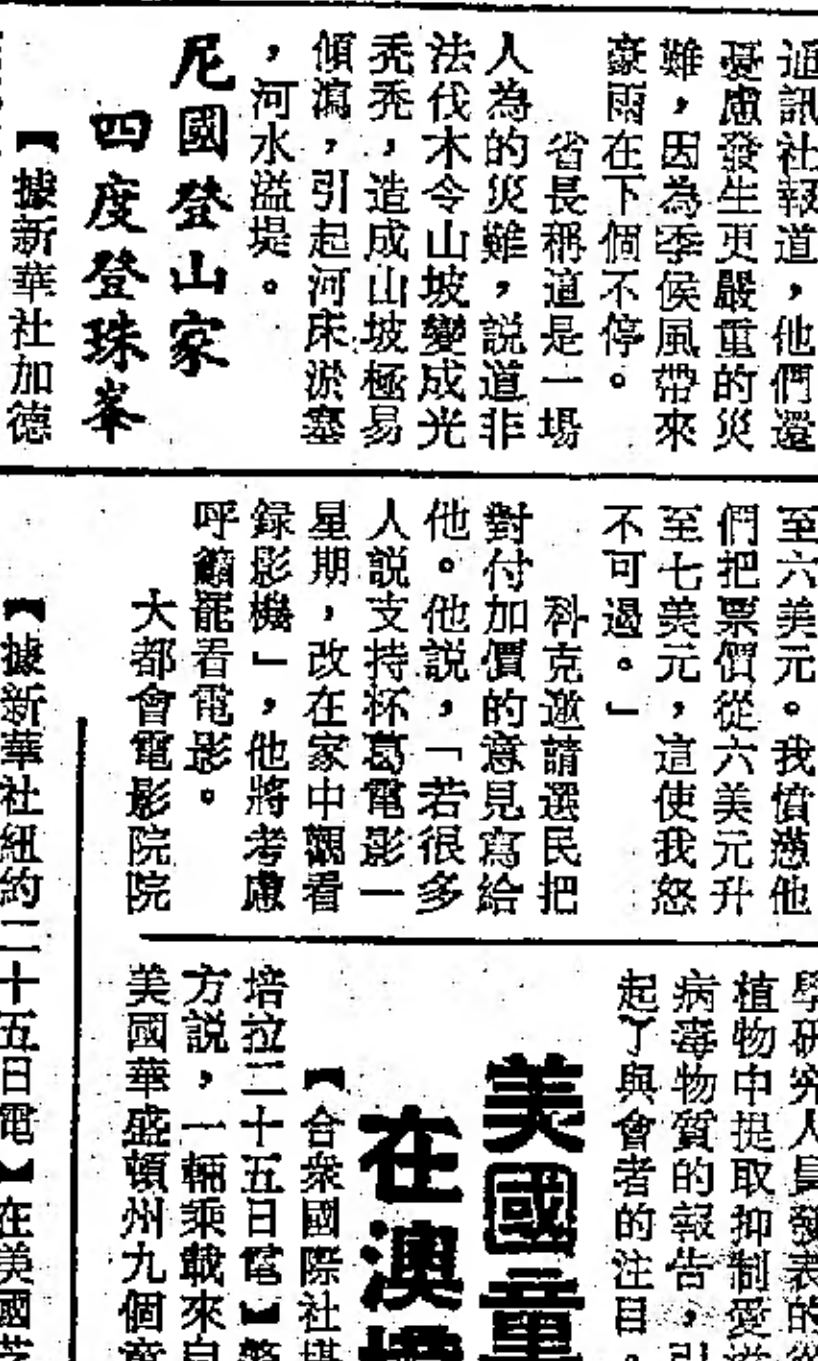 通訊社報道，他們還
憂慮發生更嚴重的災
難，因為季候風帶來
豪雨在下個不停。
省長稱這是一場
人為的災難，說道非
法伐木令山坡變成光
禿禿，造成山坡極易
傾瀉，引起河床淤塞
，河水溢堤。
尼國登山家
四度登珠峯
【據新華社加德
至六美元。我憤懣他
們把票價從六美元升
至七美元，這使我怒
不可遏。」
科克邀請選民把
對付加價的意見寫給
他。他說，「若很多
人說支持杯葛電影一
星期，改在家中觀看
錄影機」，他將考慮
呼籲罷看電影。
大都會電影院院
學研究人員發表的從
植物中提取抑制愛滋
病毒物質的報告，引
起了與會者的注目。
美國童
在澳
【合衆國際社堪
培拉二十五日電】警
方說，一輛乘載來自
美國華盛頓州九個童
【據新華社紐約二十五日電】在美國芝